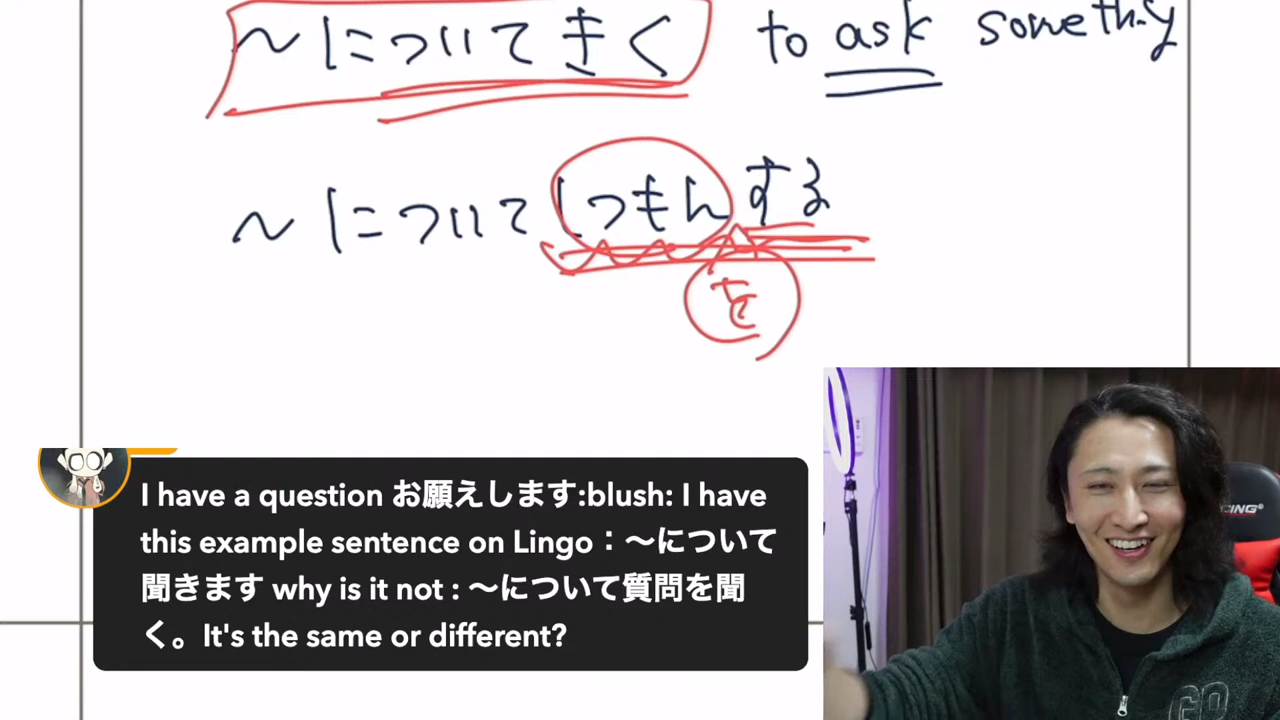 ～についてきく to ask something
～についてしつもんする
を
I have a question お願えします:blush: I have
this example sentence on Lingo：～について
聞きます why is it not : ～について質問を聞
く。It's the same or different?